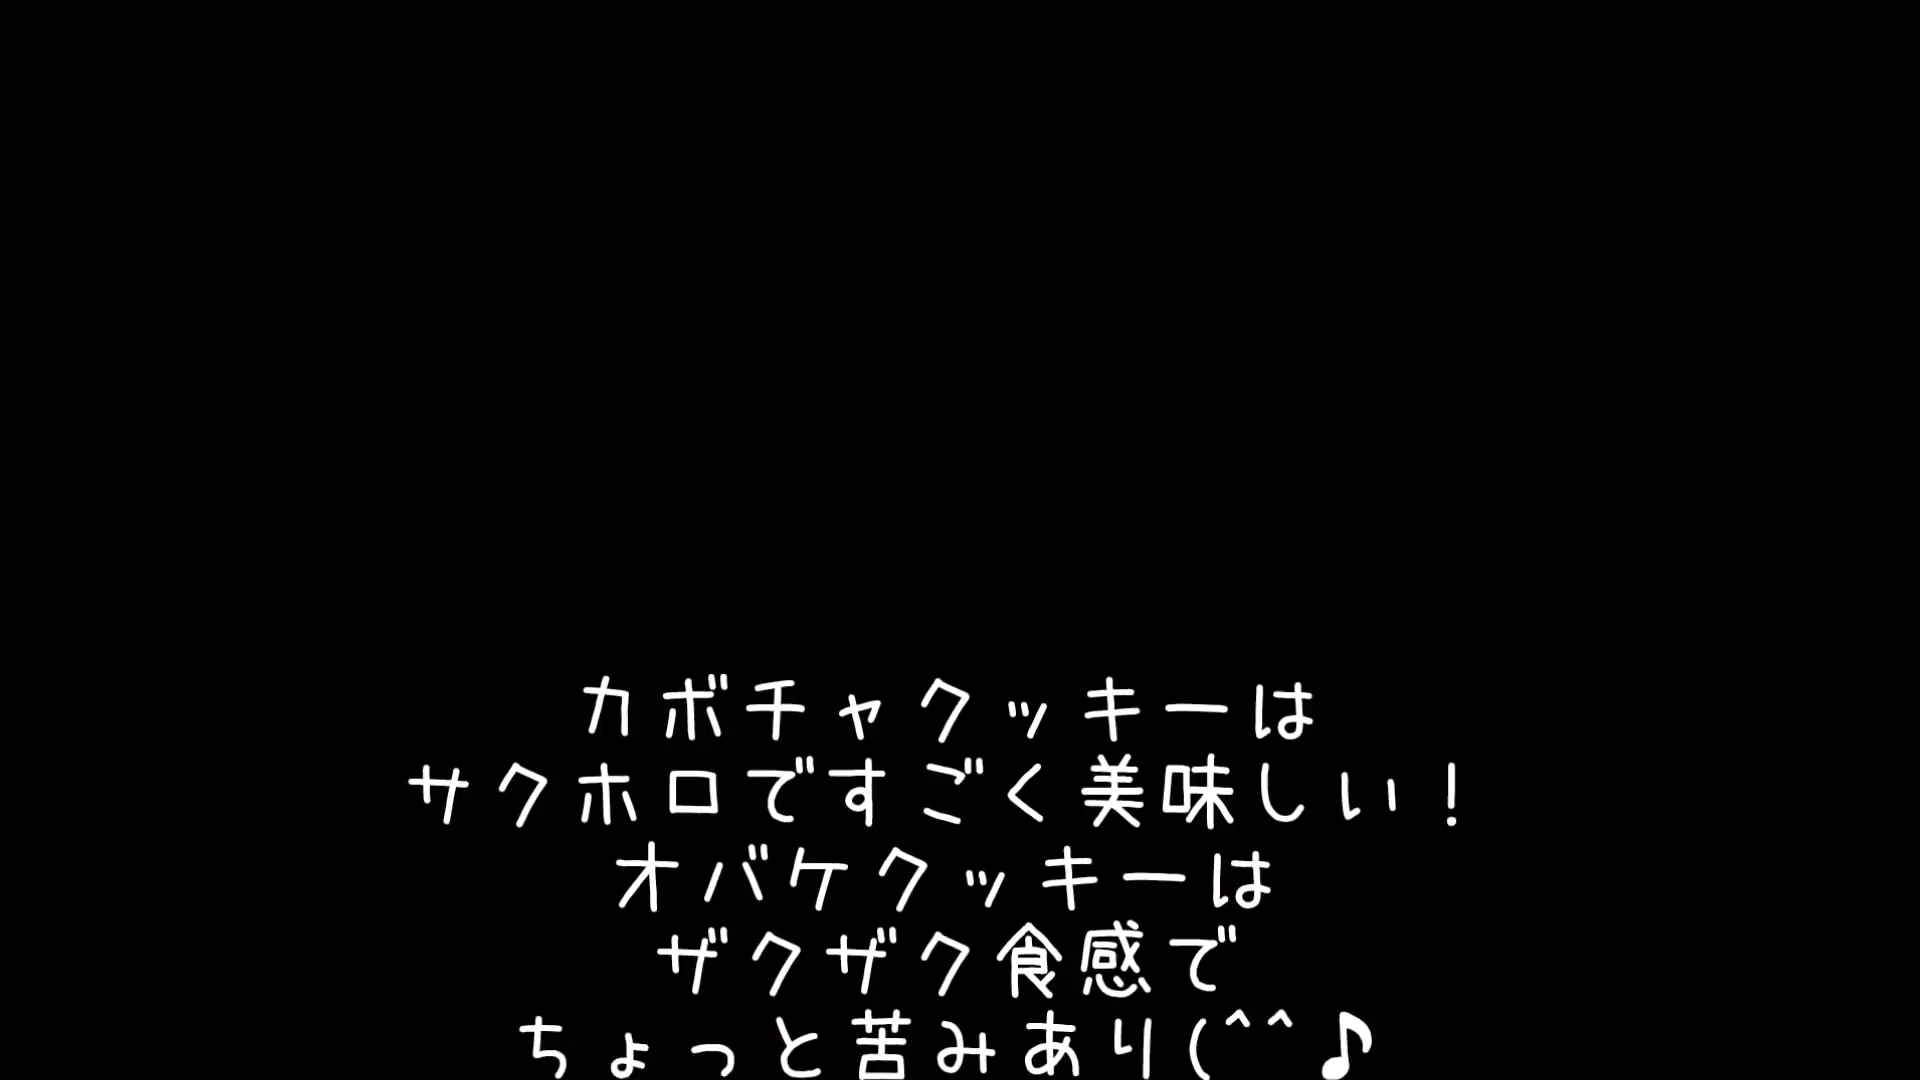 カボチャクッキーは
サクホロですごく美味しい！
オバケクッキーは
ザクザク食感で
ちょっと苦みあり(^^♪